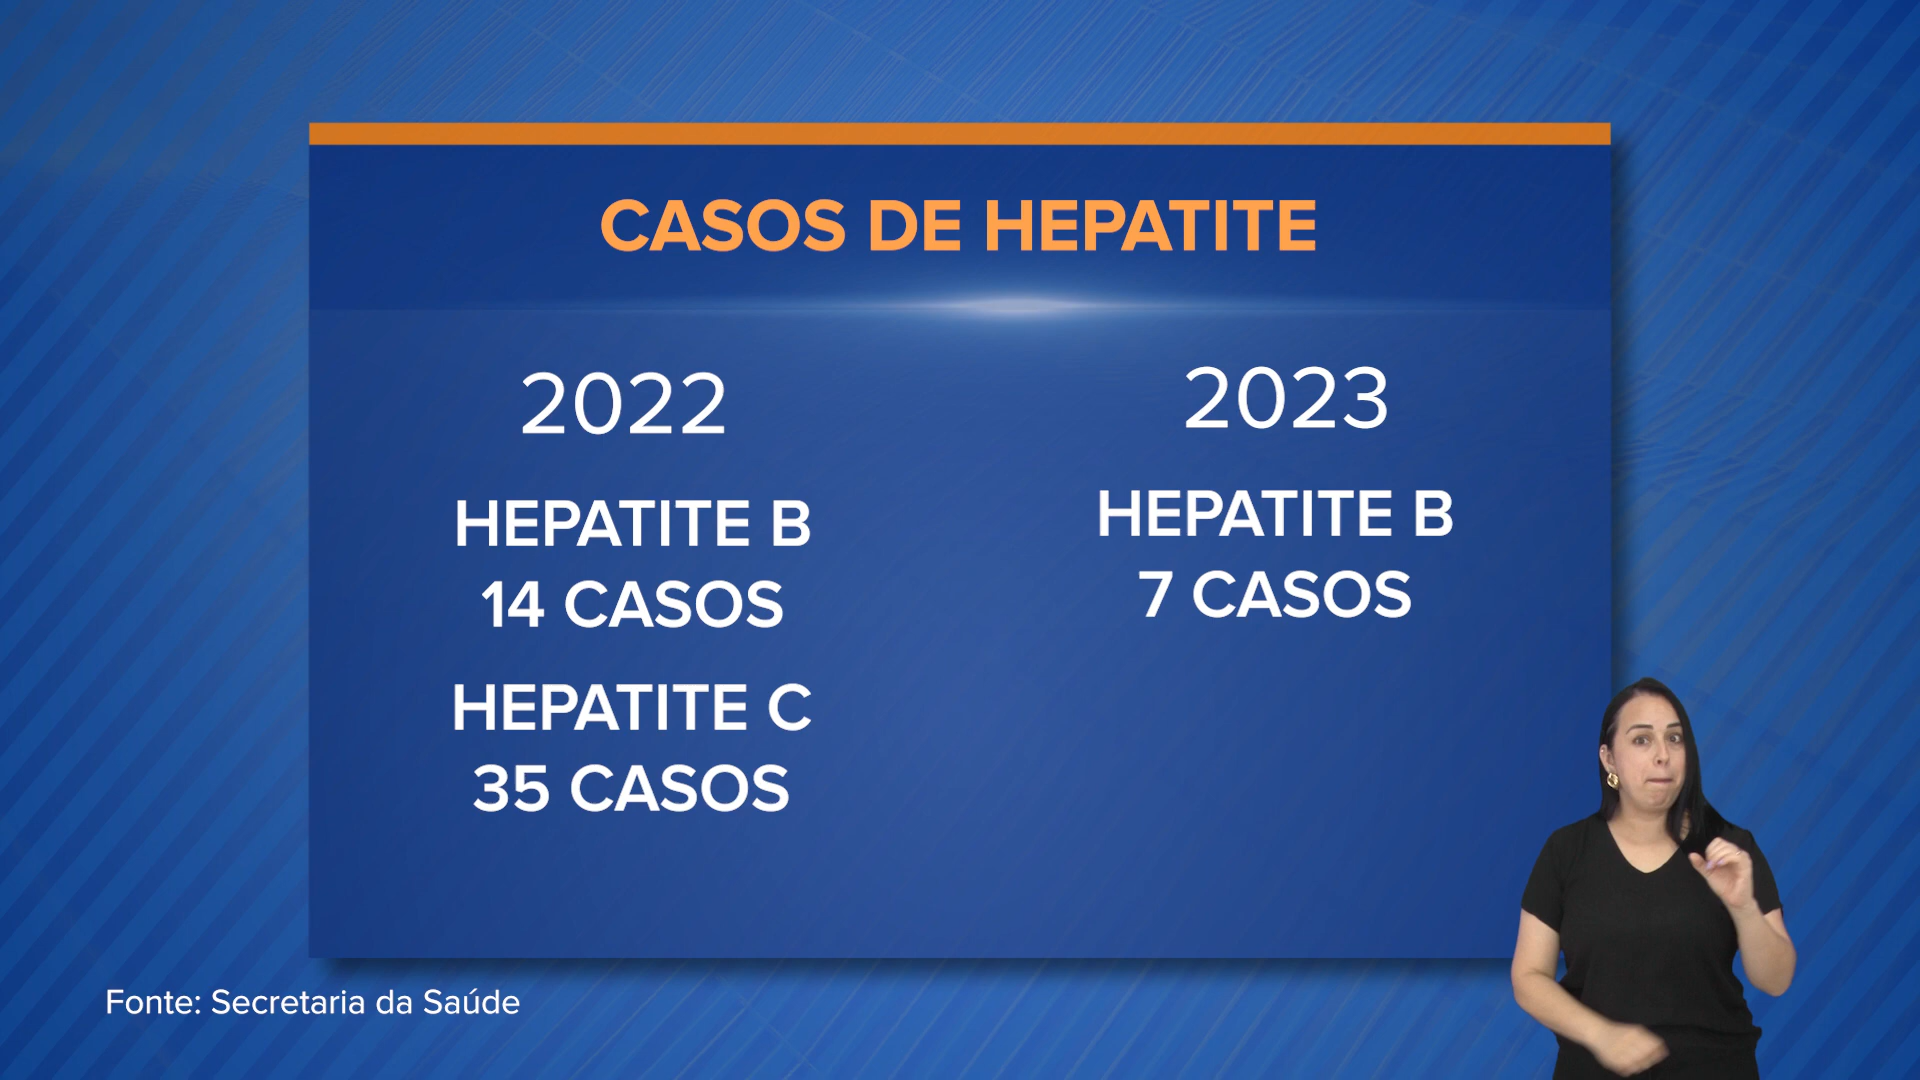 CASOS DE HEPATITE
2022
HEPATITE B
14 CASOS
HEPATITE C
35 CASOS
2023
HEPATITE B
7 CASOS
Fonte: Secretaria da Saúde